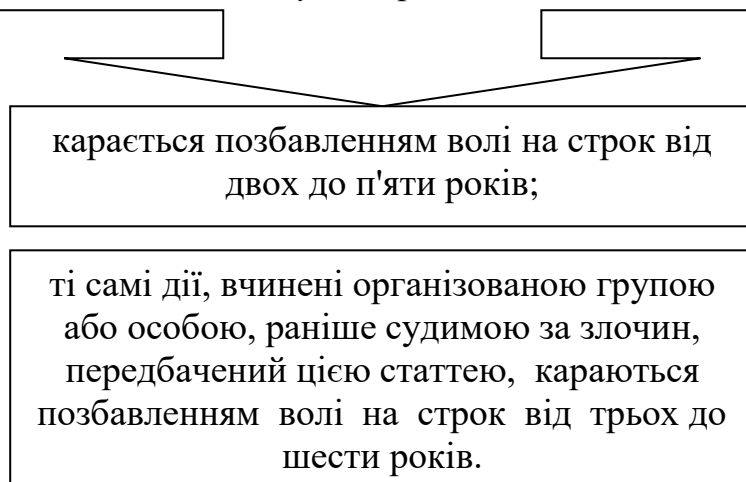 карається позбавленням волі на строк від
двох до п'яти років;
ті самі дії, вчинені організованою групою
або особою, раніше судимою за злочин,
передбачений цією статтею, караються
позбавленням волі на строк від трьох до
шести років.